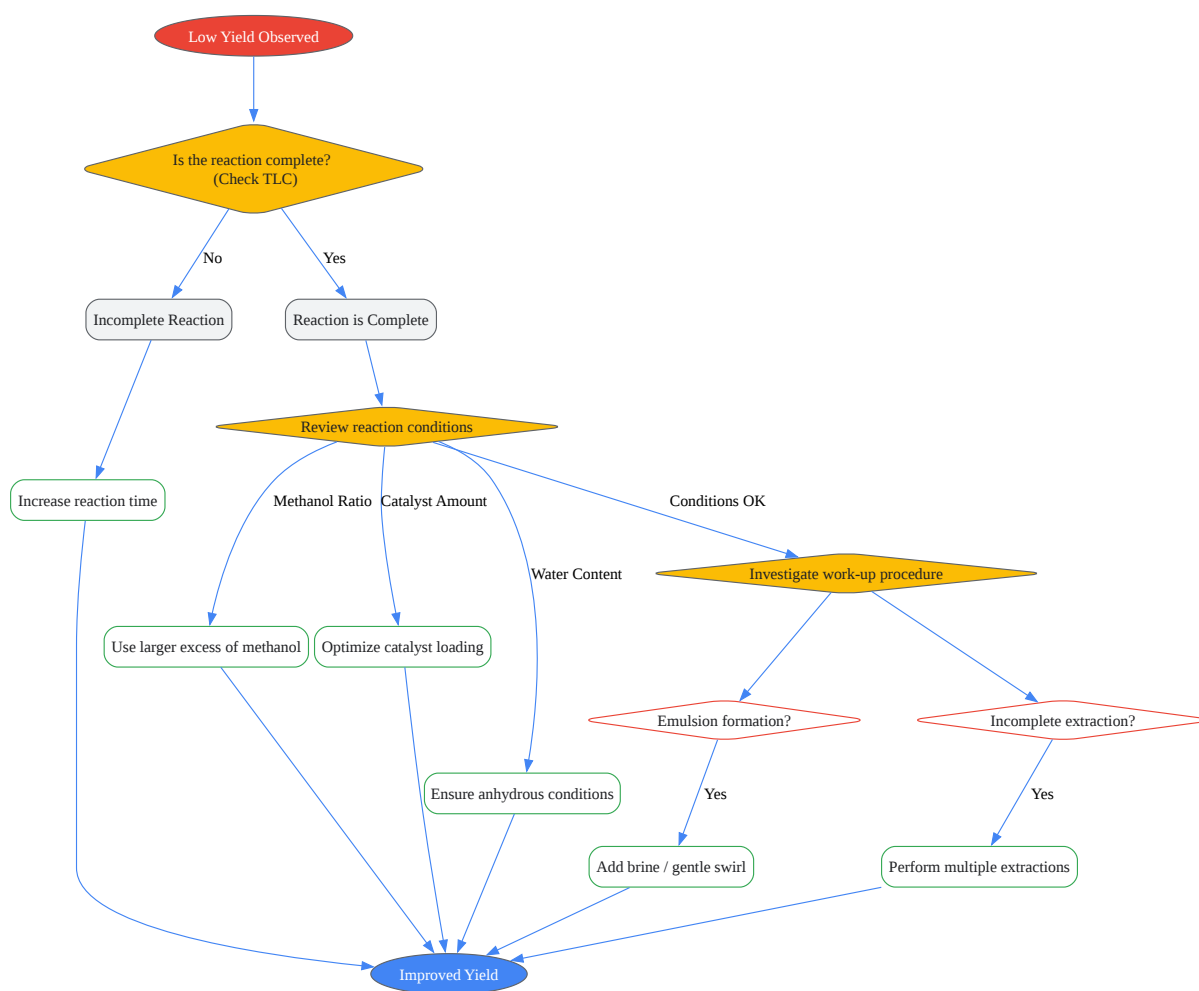 Low Yield Observed
Is the reaction complete?
(Check TLC)
No
Yes
Incomplete Reaction
Reaction is Complete
Review reaction conditions
Increase reaction time
Methanol Ratio
Catalyst Amount
Conditions OK
Water Content
Investigate work-up procedure
Use larger excess of methanol
Optimize catalyst loading
Emulsion formation?
Incomplete extraction?
Ensure anhydrous conditions
Yes
Yes
Add brine / gentle swirl
Perform multiple extractions
Improved Yield